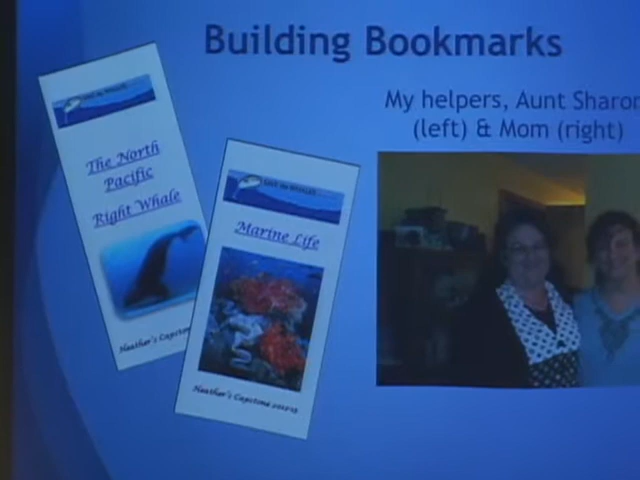 Building Bookmarks
My helpers, Aunt Sharon
(left) & Mom (right)
The North
Pacific
Right Whale
Marine Life
Heather's Capstone
Heather's Capstone